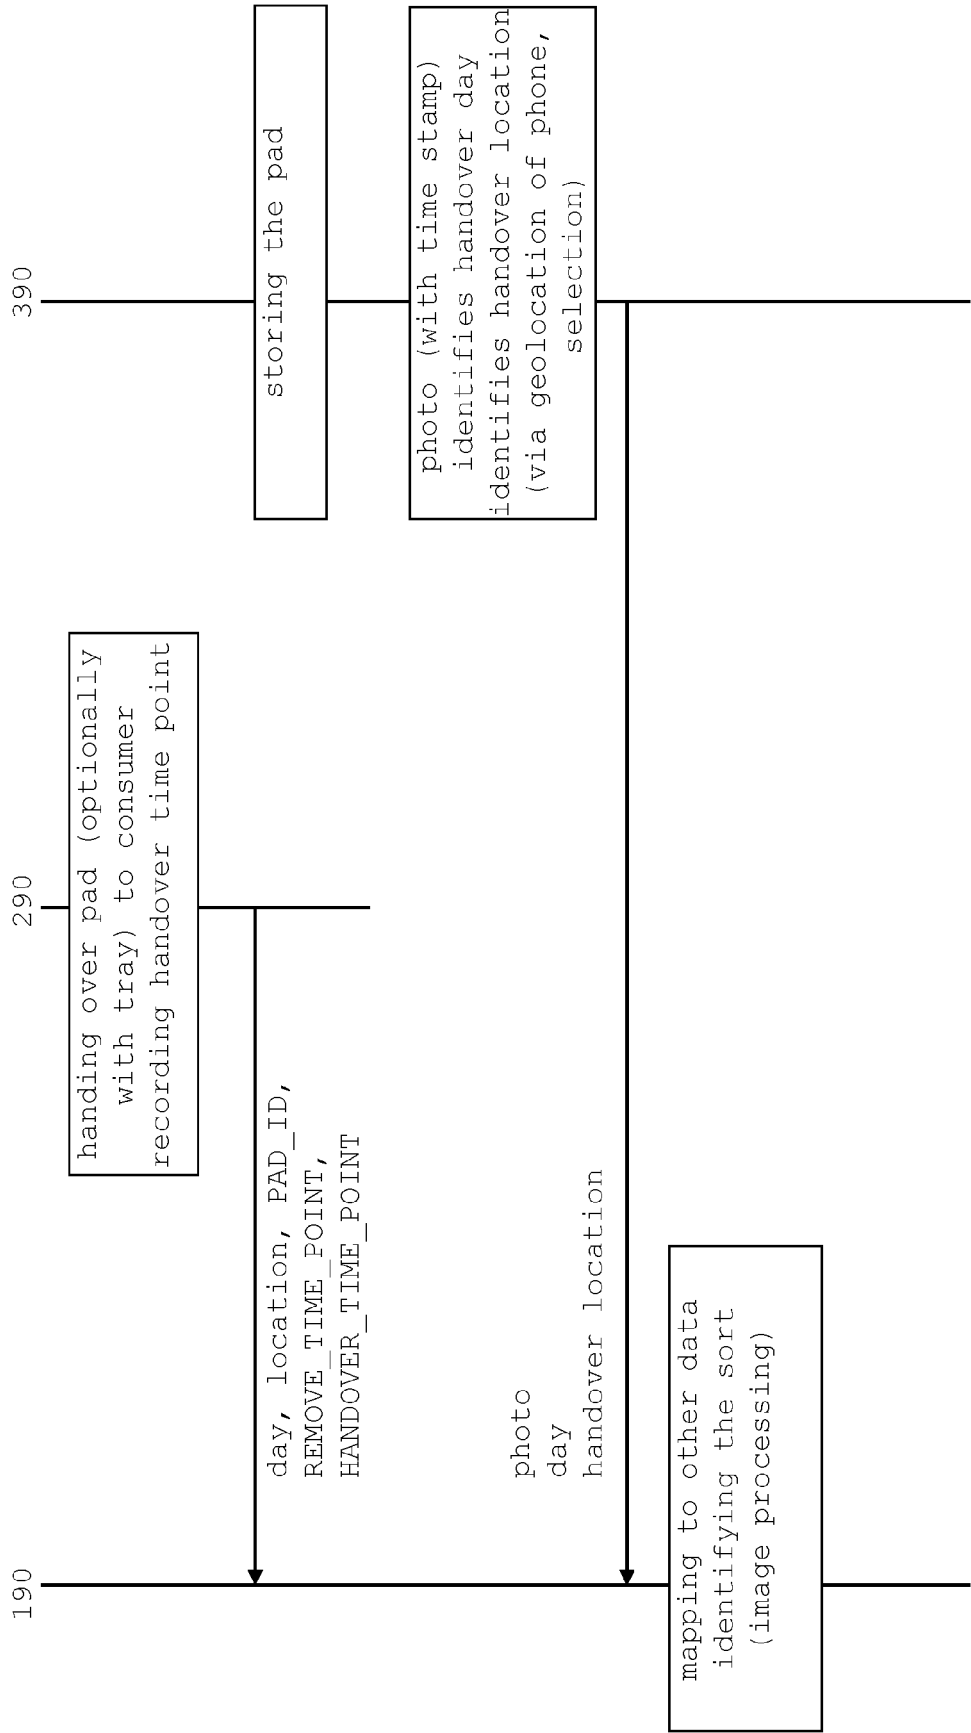 190
290
390
handing over pad (optionally
with tray) to consumer
recording handover time point
day, location, PAD_ID,
REMOVE_TIME_POINT,
HANDOVER_TIME_POINT
storing the pad
photo (with time stamp)
identifies handover day
identifies handover location
(via geolocation of phone,
selection)
photo
day
handover location
mapping to other data
identifying the sort
(image processing)